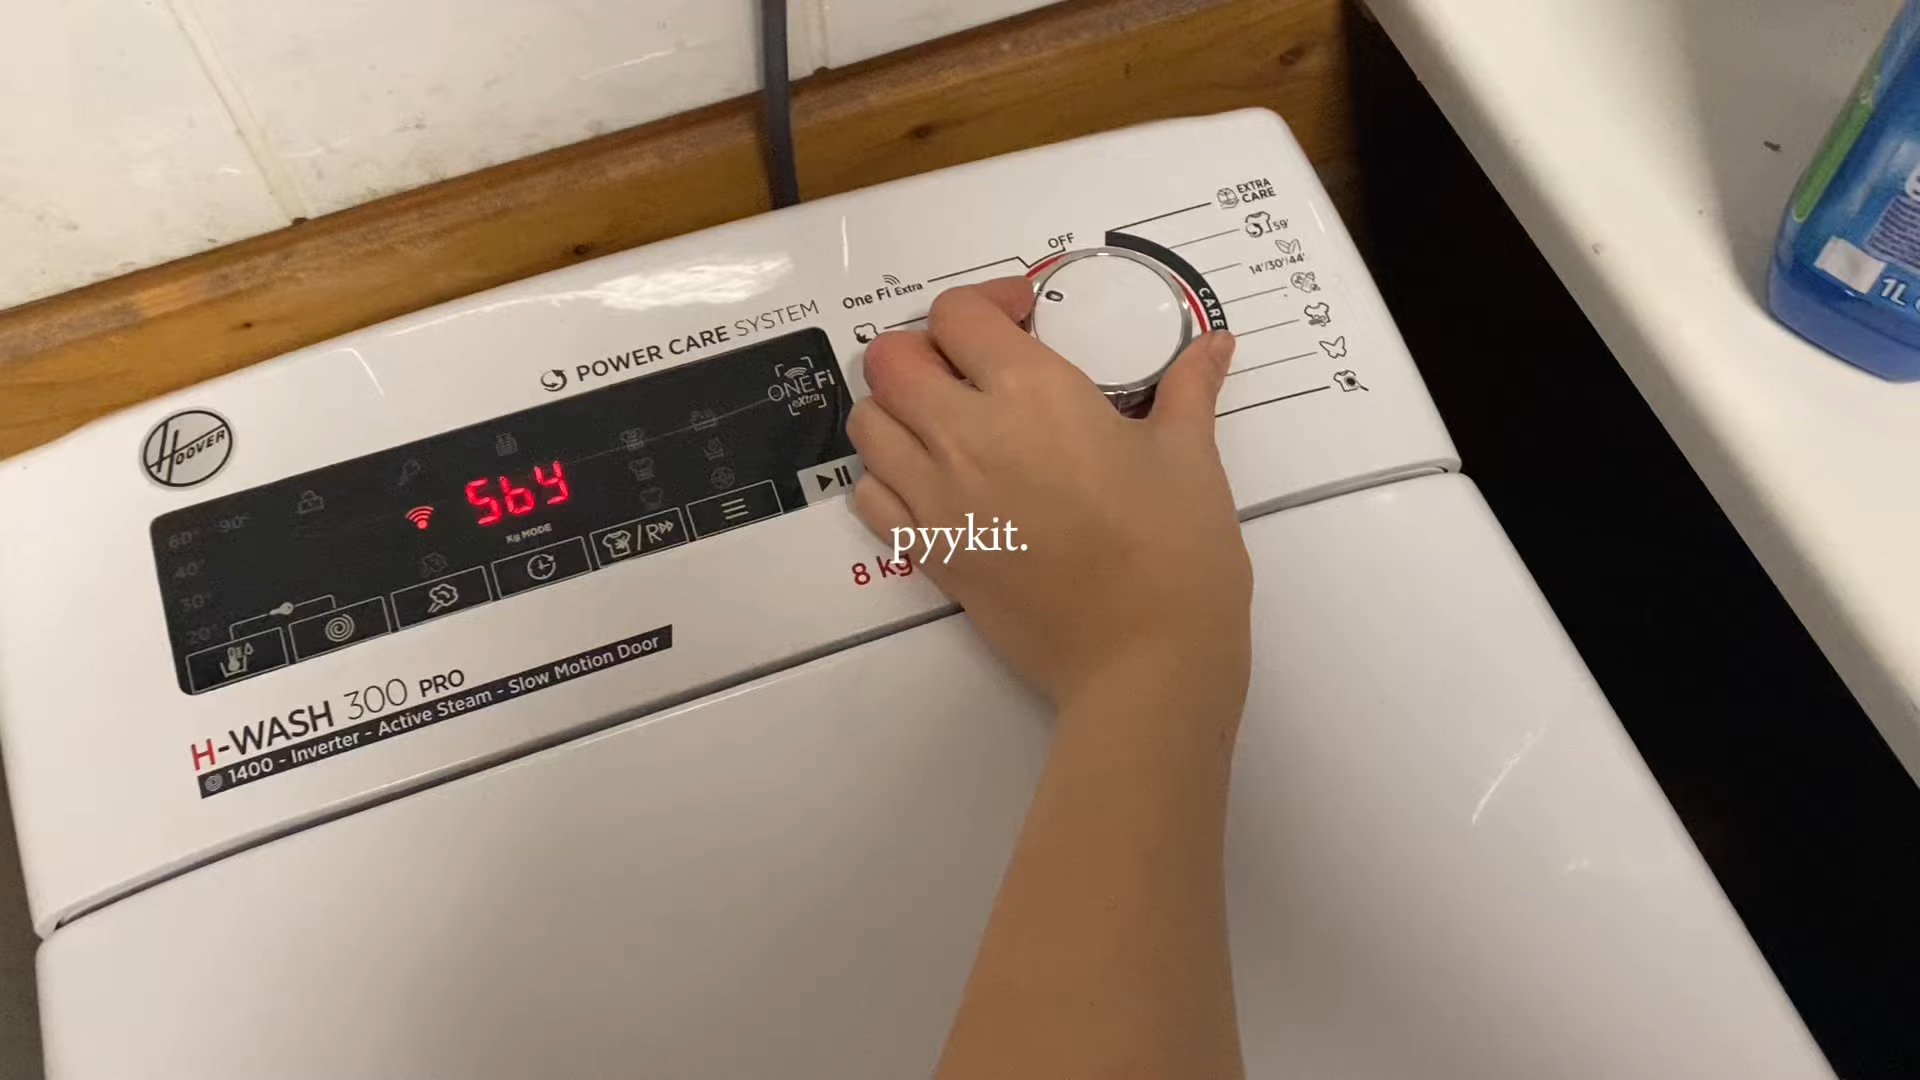 EXTRA
CARE
59'
OFF
14'/30'/44'
One Fi Extra
CARE
POWER CARE SYSTEM
ONE Fi
eXtra
HOOVER
60° 90°
Sby
40°
Kg MODE
30°
/R
20°
pyykit.
8 kg
H-WASH 300 PRO
1400 - Inverter - Active Steam - Slow Motion Door
1L